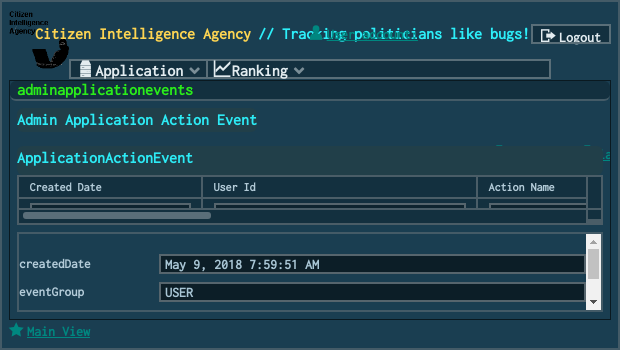 Citizen
Intelligence
Agency
Citizen Intelligence Agency // Tracking politicians like bugs!
Logout
Application
Ranking
adminapplicationevents
Admin Application Action Event
ApplicationActionEvent
Created Date
User Id
Action Name
createdDate
May 9, 2018 7:59:51 AM
eventGroup
USER
Main View